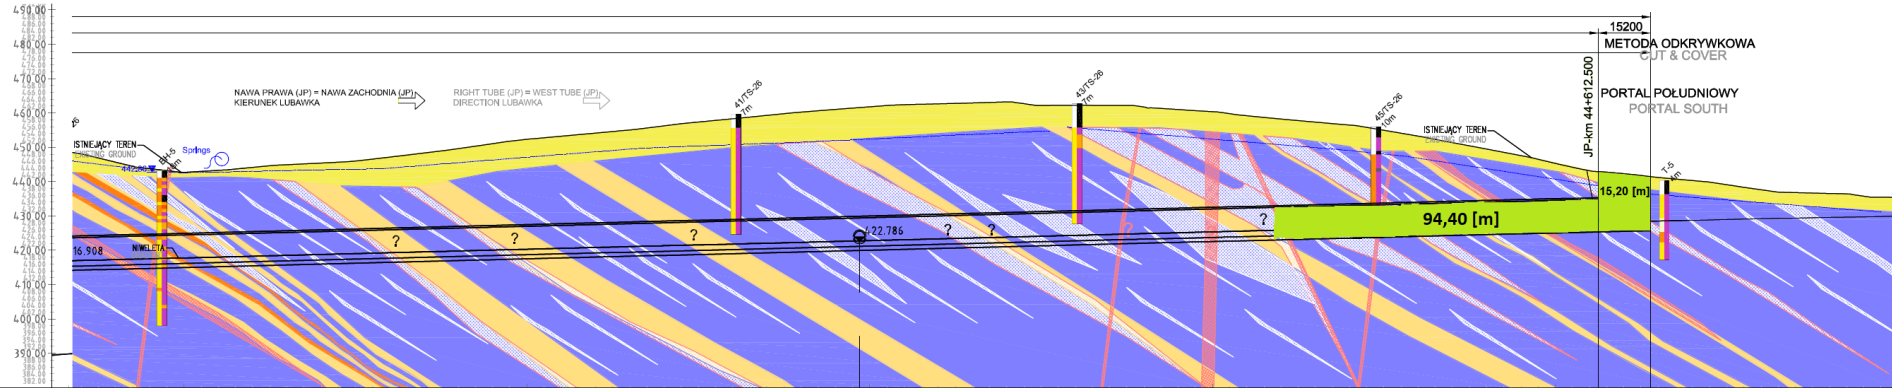 490.00
480.00
470.00
460.00
450.00
440.00
430.00
420.00
410.00
400.00
390.00
NAWA PRAWA (JP) = NAWA ZACHODNIA (JP)
KIERUNEK LUBAWKA
RIGHT TUBE (JP) = WEST TUBE (JP)
DIRECTION LUBAWKA
ISTNIEJĄCY TEREN
EXISTING GROUND
Springs
BH-5
NIWELETA
16.908
41/TS-26
7m
422.786
43/TS-26
7m
45/TS-26
10m
ISTNIEJĄCY TEREN
EXISTING GROUND
? ? ? ? ? ?
94,40 [m]
15,20 [m]
JP-km 44+612.500
15200
METODA ODKRYWKOWA
CUT & COVER
PORTAL POŁUDNIOWY
PORTAL SOUTH
T-5